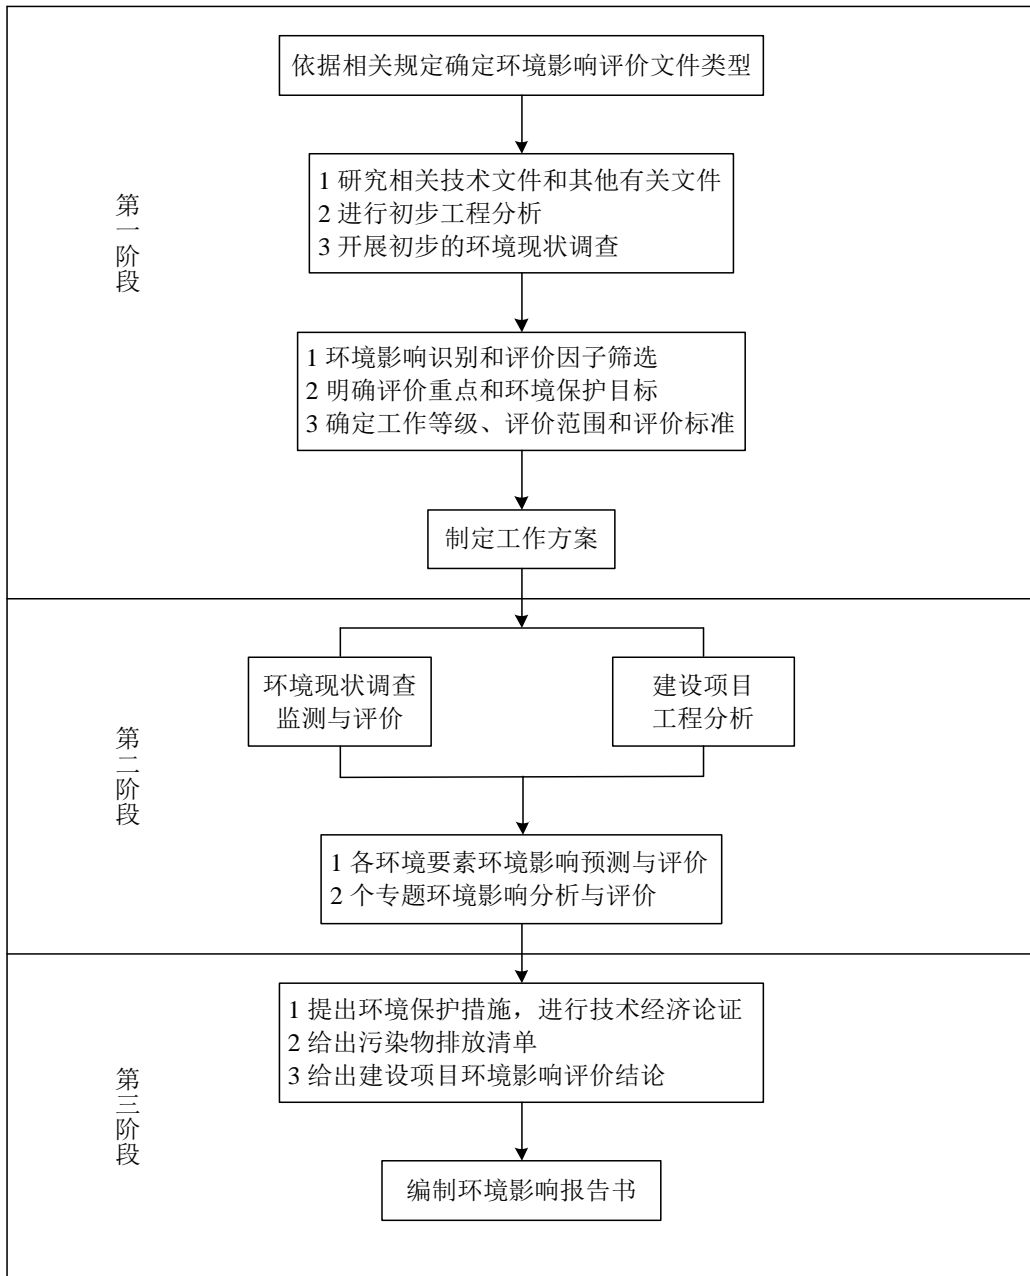 依据相关规定确定环境影响评价文件类型
第一阶段
1 研究相关技术文件和其他有关文件
2 进行初步工程分析
3 开展初步的环境现状调查
1 环境影响识别和评价因子筛选
2 明确评价重点和环境保护目标
3 确定工作等级、评价范围和评价标准
制定工作方案
第二阶段
环境现状调查
监测与评价
建设项目
工程分析
1 各环境要素环境影响预测与评价
2 个专题环境影响分析与评价
第三阶段
1 提出环境保护措施，进行技术经济论证
2 给出污染物排放清单
3 给出建设项目环境影响评价结论
编制环境影响报告书